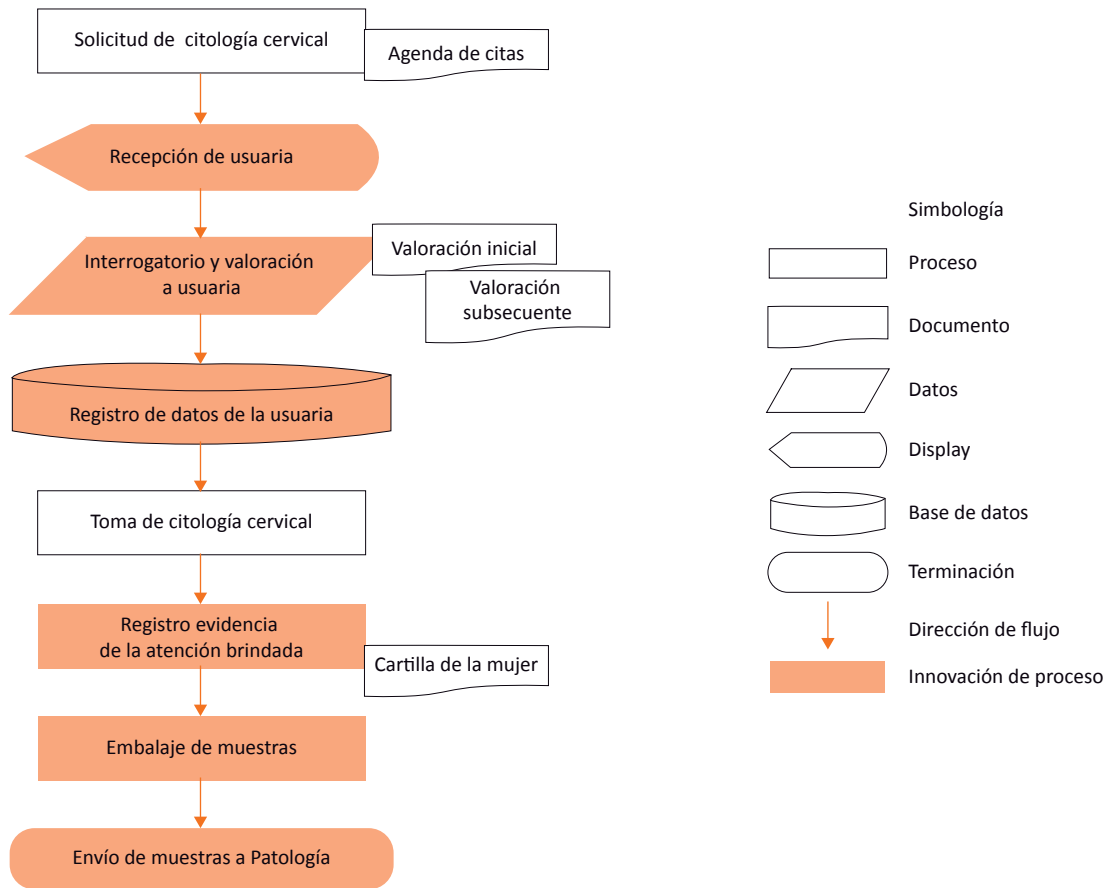 Solicitud de citología cervical
Agenda de citas
Recepción de usuaria
Interrogatorio y valoración
a usuaria
Valoración inicial
Valoración
subsecuente
Registro de datos de la usuaria
Toma de citología cervical
Registro evidencia
de la atención brindada
Cartilla de la mujer
Embalaje de muestras
Envío de muestras a Patología
Simbología
Proceso
Documento
Datos
Display
Base de datos
Terminación
Dirección de flujo
Innovación de proceso